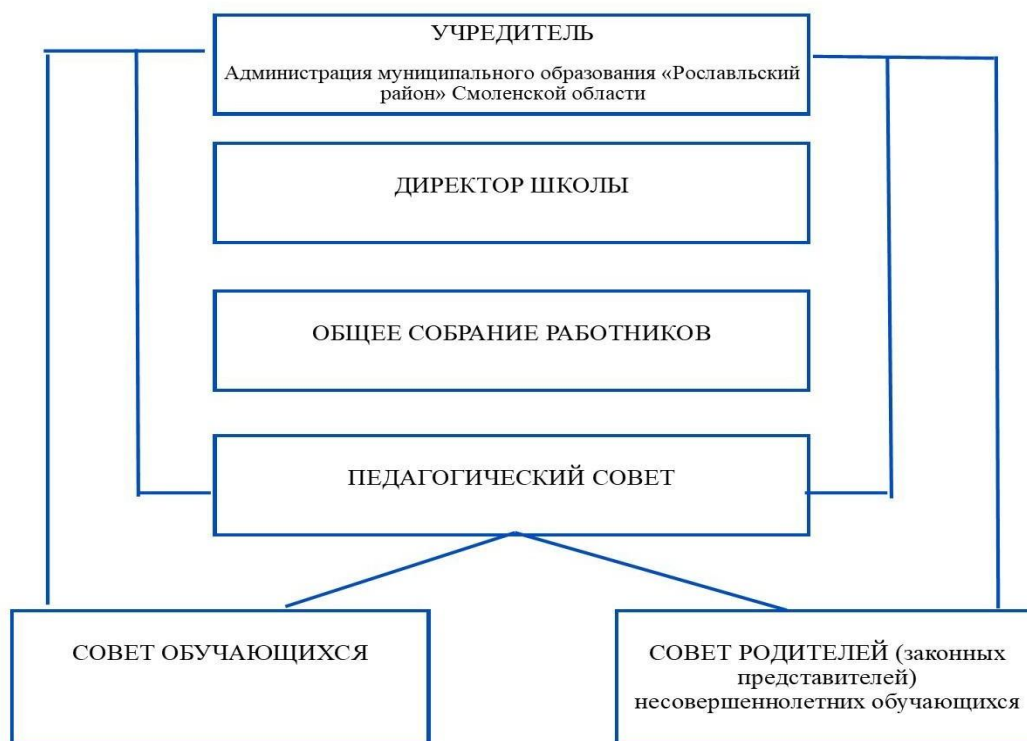 УЧРЕДИТЕЛЬ
Администрация муниципального образования «Рославльский
район» Смоленской области
ДИРЕКТОР ШКОЛЫ
ОБЩЕЕ СОБРАНИЕ РАБОТНИКОВ
ПЕДАГОГИЧЕСКИЙ СОВЕТ
СОВЕТ ОБУЧАЮЩИХСЯ
СОВЕТ РОДИТЕЛЕЙ (законных
представителей)
несовершеннолетних обучающихся